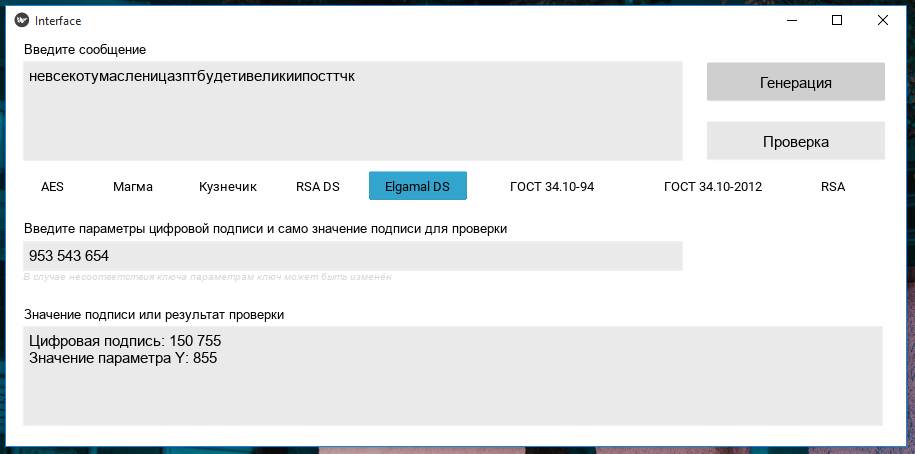 Interface
Введите сообщение
невсекотумасленицазптбудетивеликиипосттчк
Генерация
Проверка
AES Магма Кузнечик RSA DS Elgamal DS ГОСТ 34.10-94 ГОСТ 34.10-2012 RSA
Введите параметры цифровой подписи и само значение подписи для проверки
953 543 654
В случае несоответствия ключа параметрам ключ может быть изменён
Значение подписи или результат проверки
Цифровая подпись: 150 755
Значение параметра Y: 855